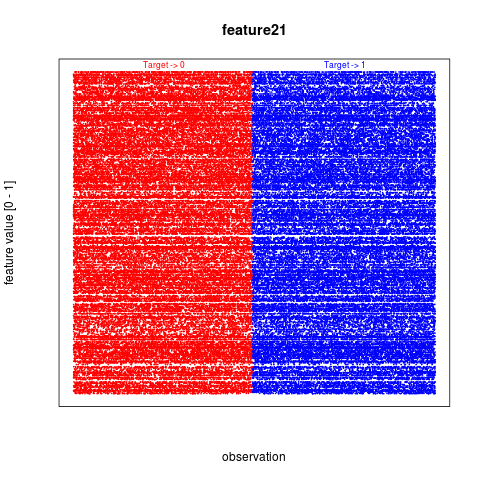 feature21
Target -> 0
Target -> 1
feature value [0 - 1]
observation